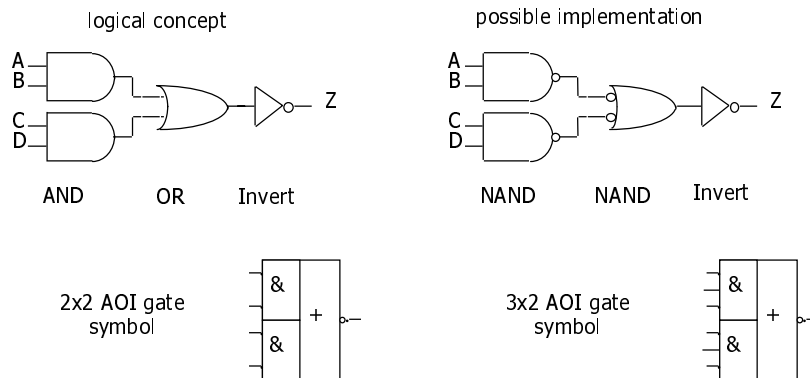 logical concept
possible implementation
A
B
C
D
Z
AND OR Invert
A
B
C
D
Z
NAND NAND Invert
2x2 AOI gate
symbol
&
&
+
3x2 AOI gate
symbol
&
&
+